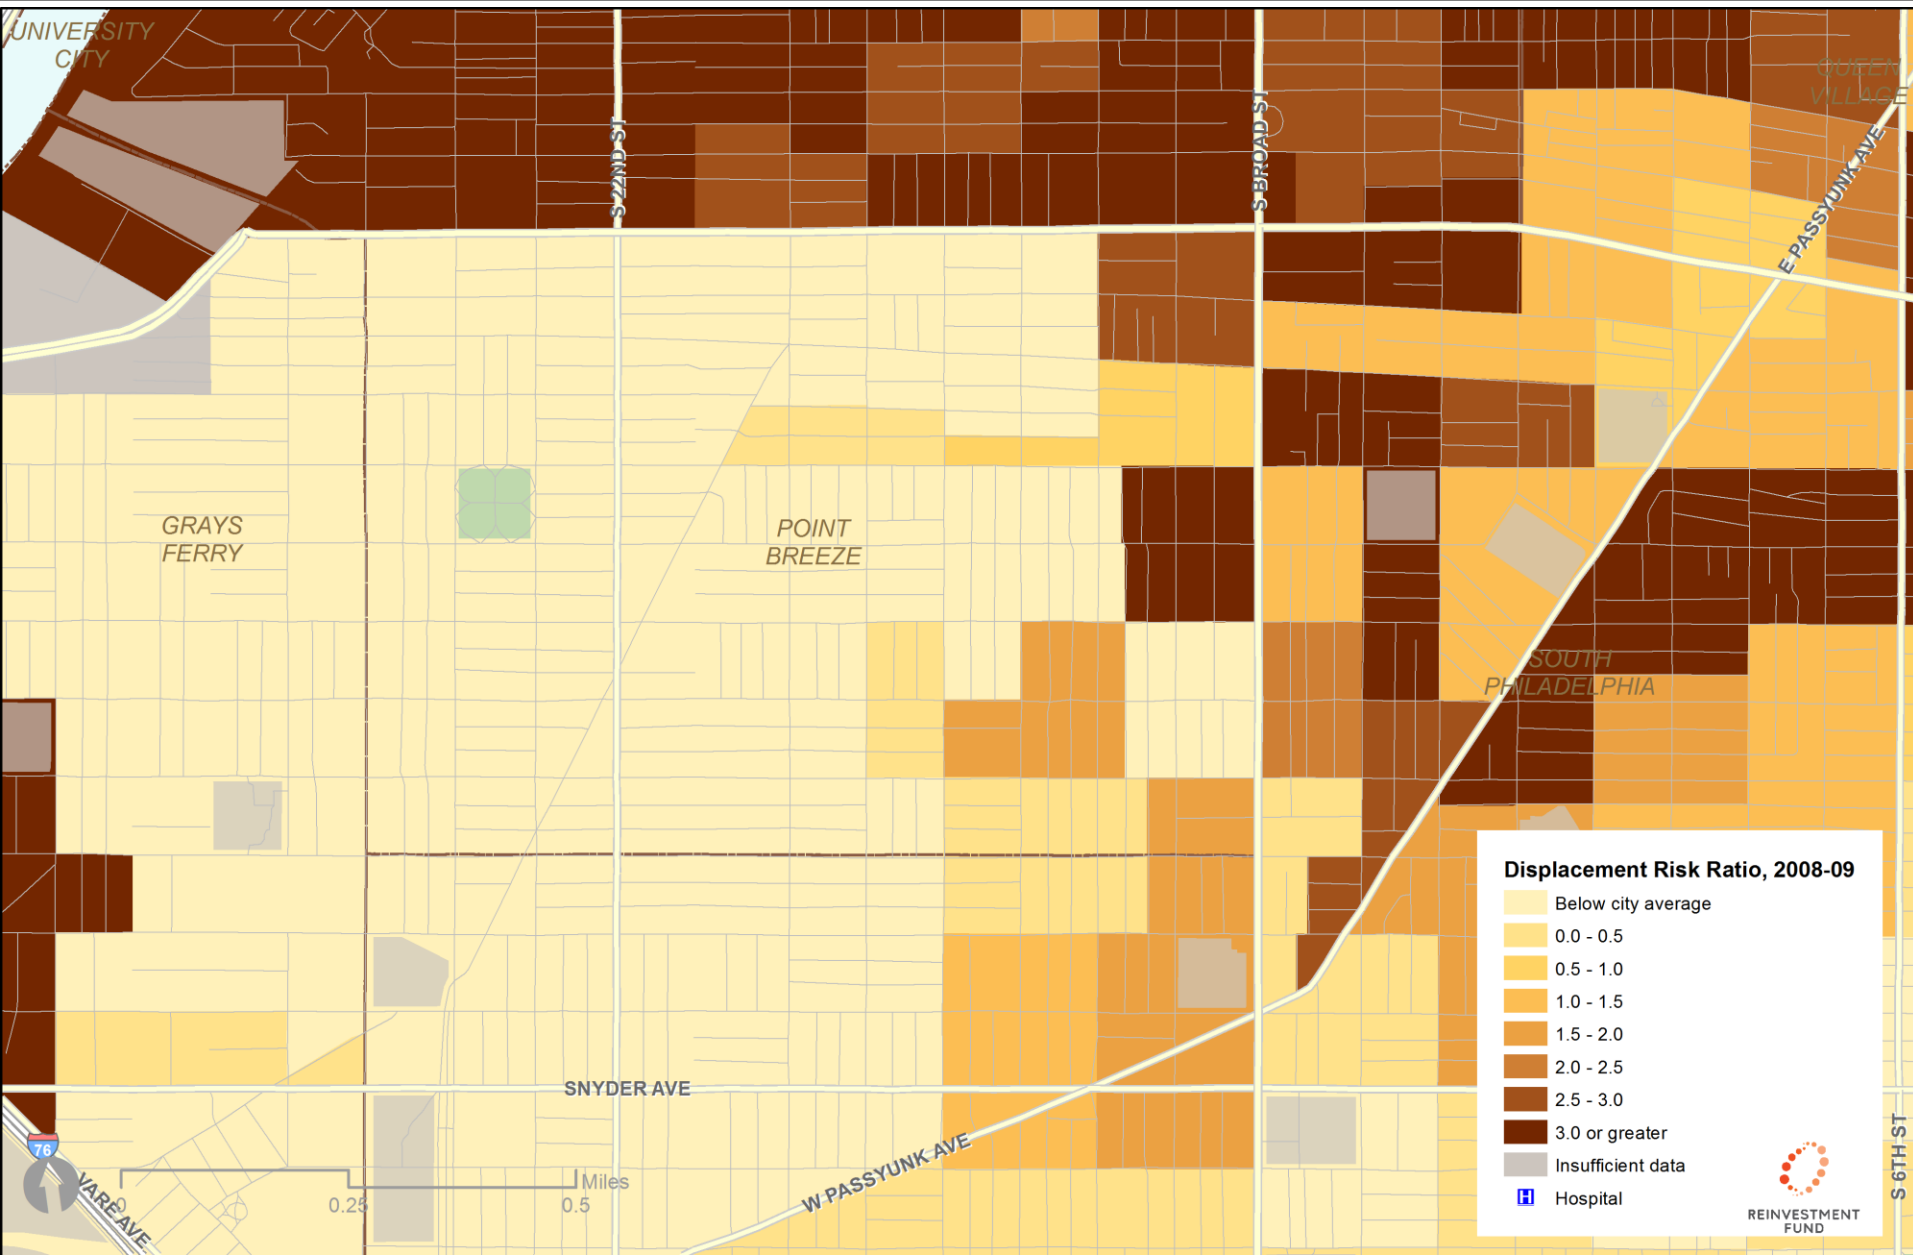 UNIVERSITY
CITY
QUEEN
VILLAGE
S 22ND ST
S BROAD ST
E PASSYUNK AVE
GRAYS
FERRY
POINT
BREEZE
SOUTH
PHILADELPHIA
SNYDER AVE
W PASSYUNK AVE
S 6TH ST
76
VARE AVE
0
0.25
0.5
Miles
Displacement Risk Ratio, 2008-09
Below city average
0.0 - 0.5
0.5 - 1.0
1.0 - 1.5
1.5 - 2.0
2.0 - 2.5
2.5 - 3.0
3.0 or greater
Insufficient data
H
Hospital
REINVESTMENT
FUND